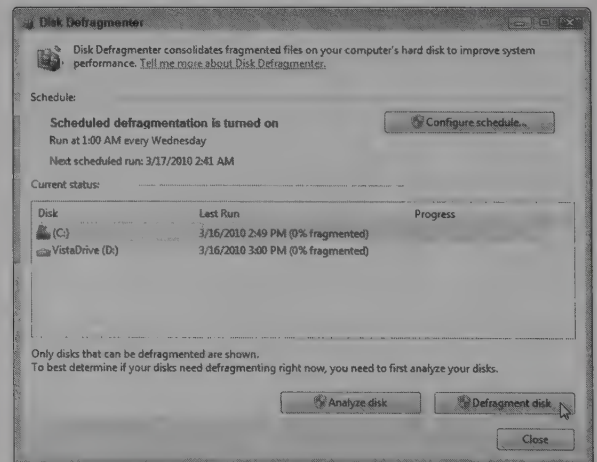 Disk Defragmenter
Disk Defragmenter consolidates fragmented files on your computer's hard disk to improve system
performance. Tell me more about Disk Defragmenter.
Schedule:
Scheduled defragmentation is turned on
Configure schedule...
Run at 1:00 AM every Wednesday
Next scheduled run: 3/17/2010 2:41 AM
Current status:
Disk Last Run Progress
(C:) 3/16/2010 2:49 PM (0% fragmented)
VistaDrive (D:) 3/16/2010 3:00 PM (0% fragmented)
Only disks that can be defragmented are shown.
To best determine if your disks need defragmenting right now, you need to first analyze your disks.
Analyze disk Defragment disk
Close